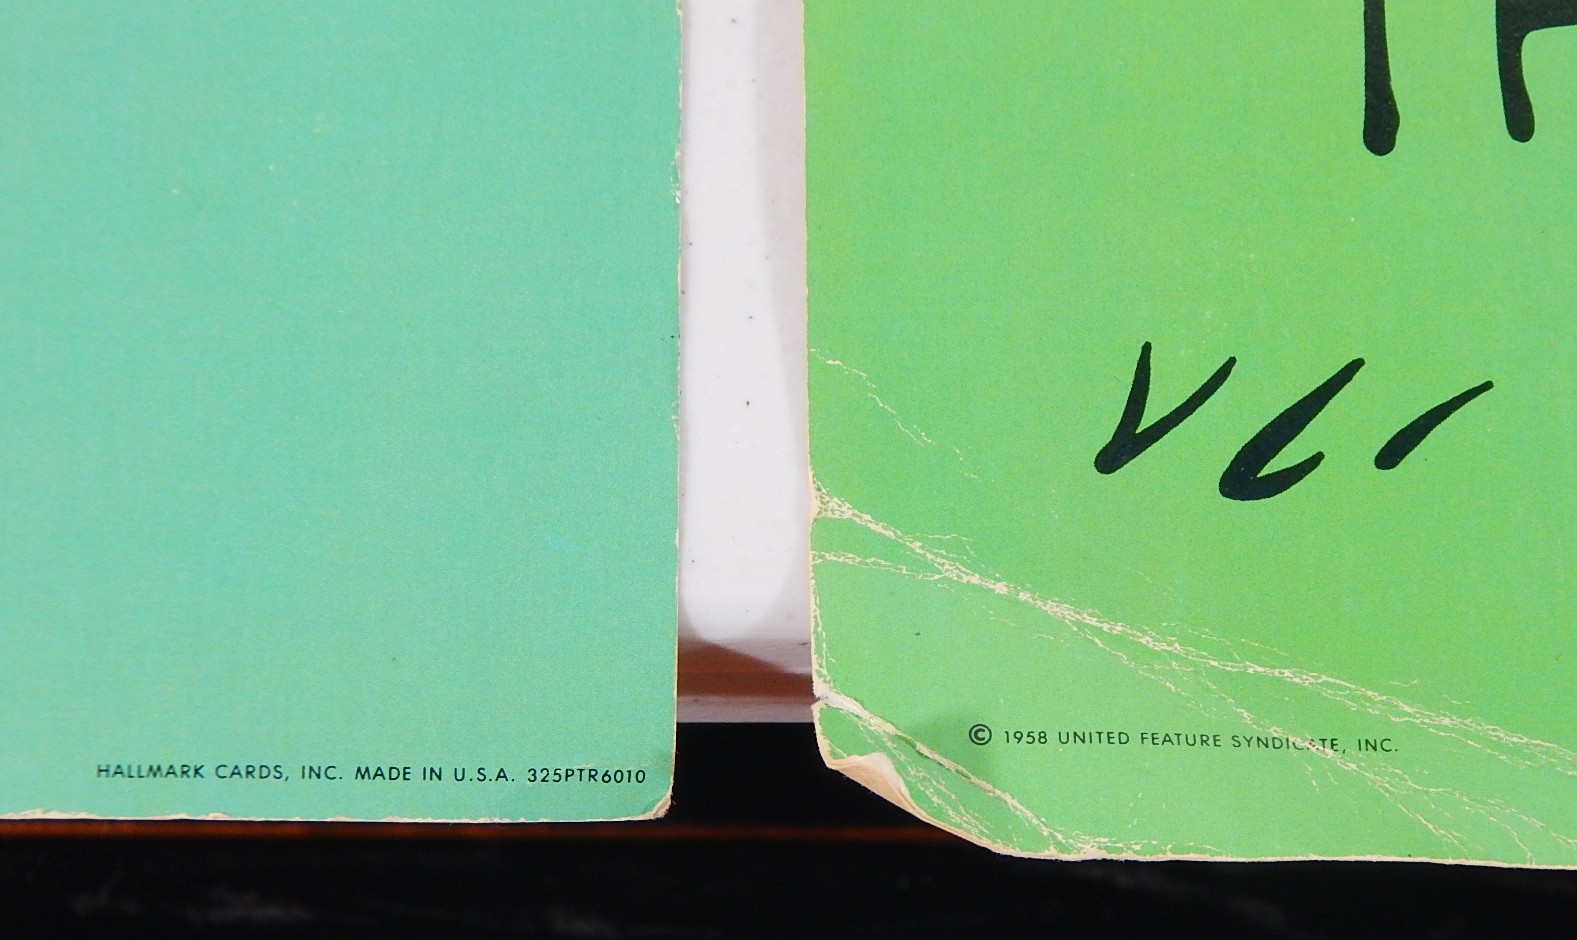 HALLMARK CARDS, INC. MADE IN U.S.A. 325PTR6010
© 1958 UNITED FEATURE SYNDICATE, INC.